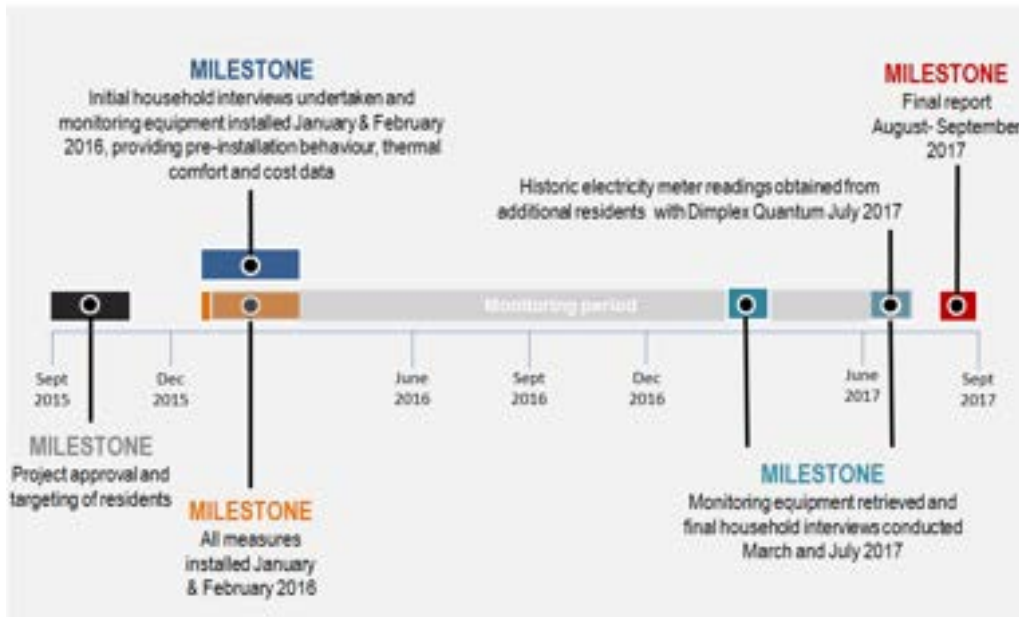 MILESTONE
Initial household interviews undertaken and
monitoring equipment installed January & February
2016, providing pre-installation behaviour, thermal
comfort and cost data
MILESTONE
Final report
August- September
2017
Historic electricity meter readings obtained from
additional residents with Dimplex Quantum July 2017
Monitoring period
Sept
2015
Dec
2015
June
2016
Sept
2016
Dec
2016
June
2017
Sept
2017
MILESTONE
Project approval and
targeting of residents
MILESTONE
All measures
installed January
& February 2016
MILESTONE
Monitoring equipment retrieved and
final household interviews conducted
March and July 2017